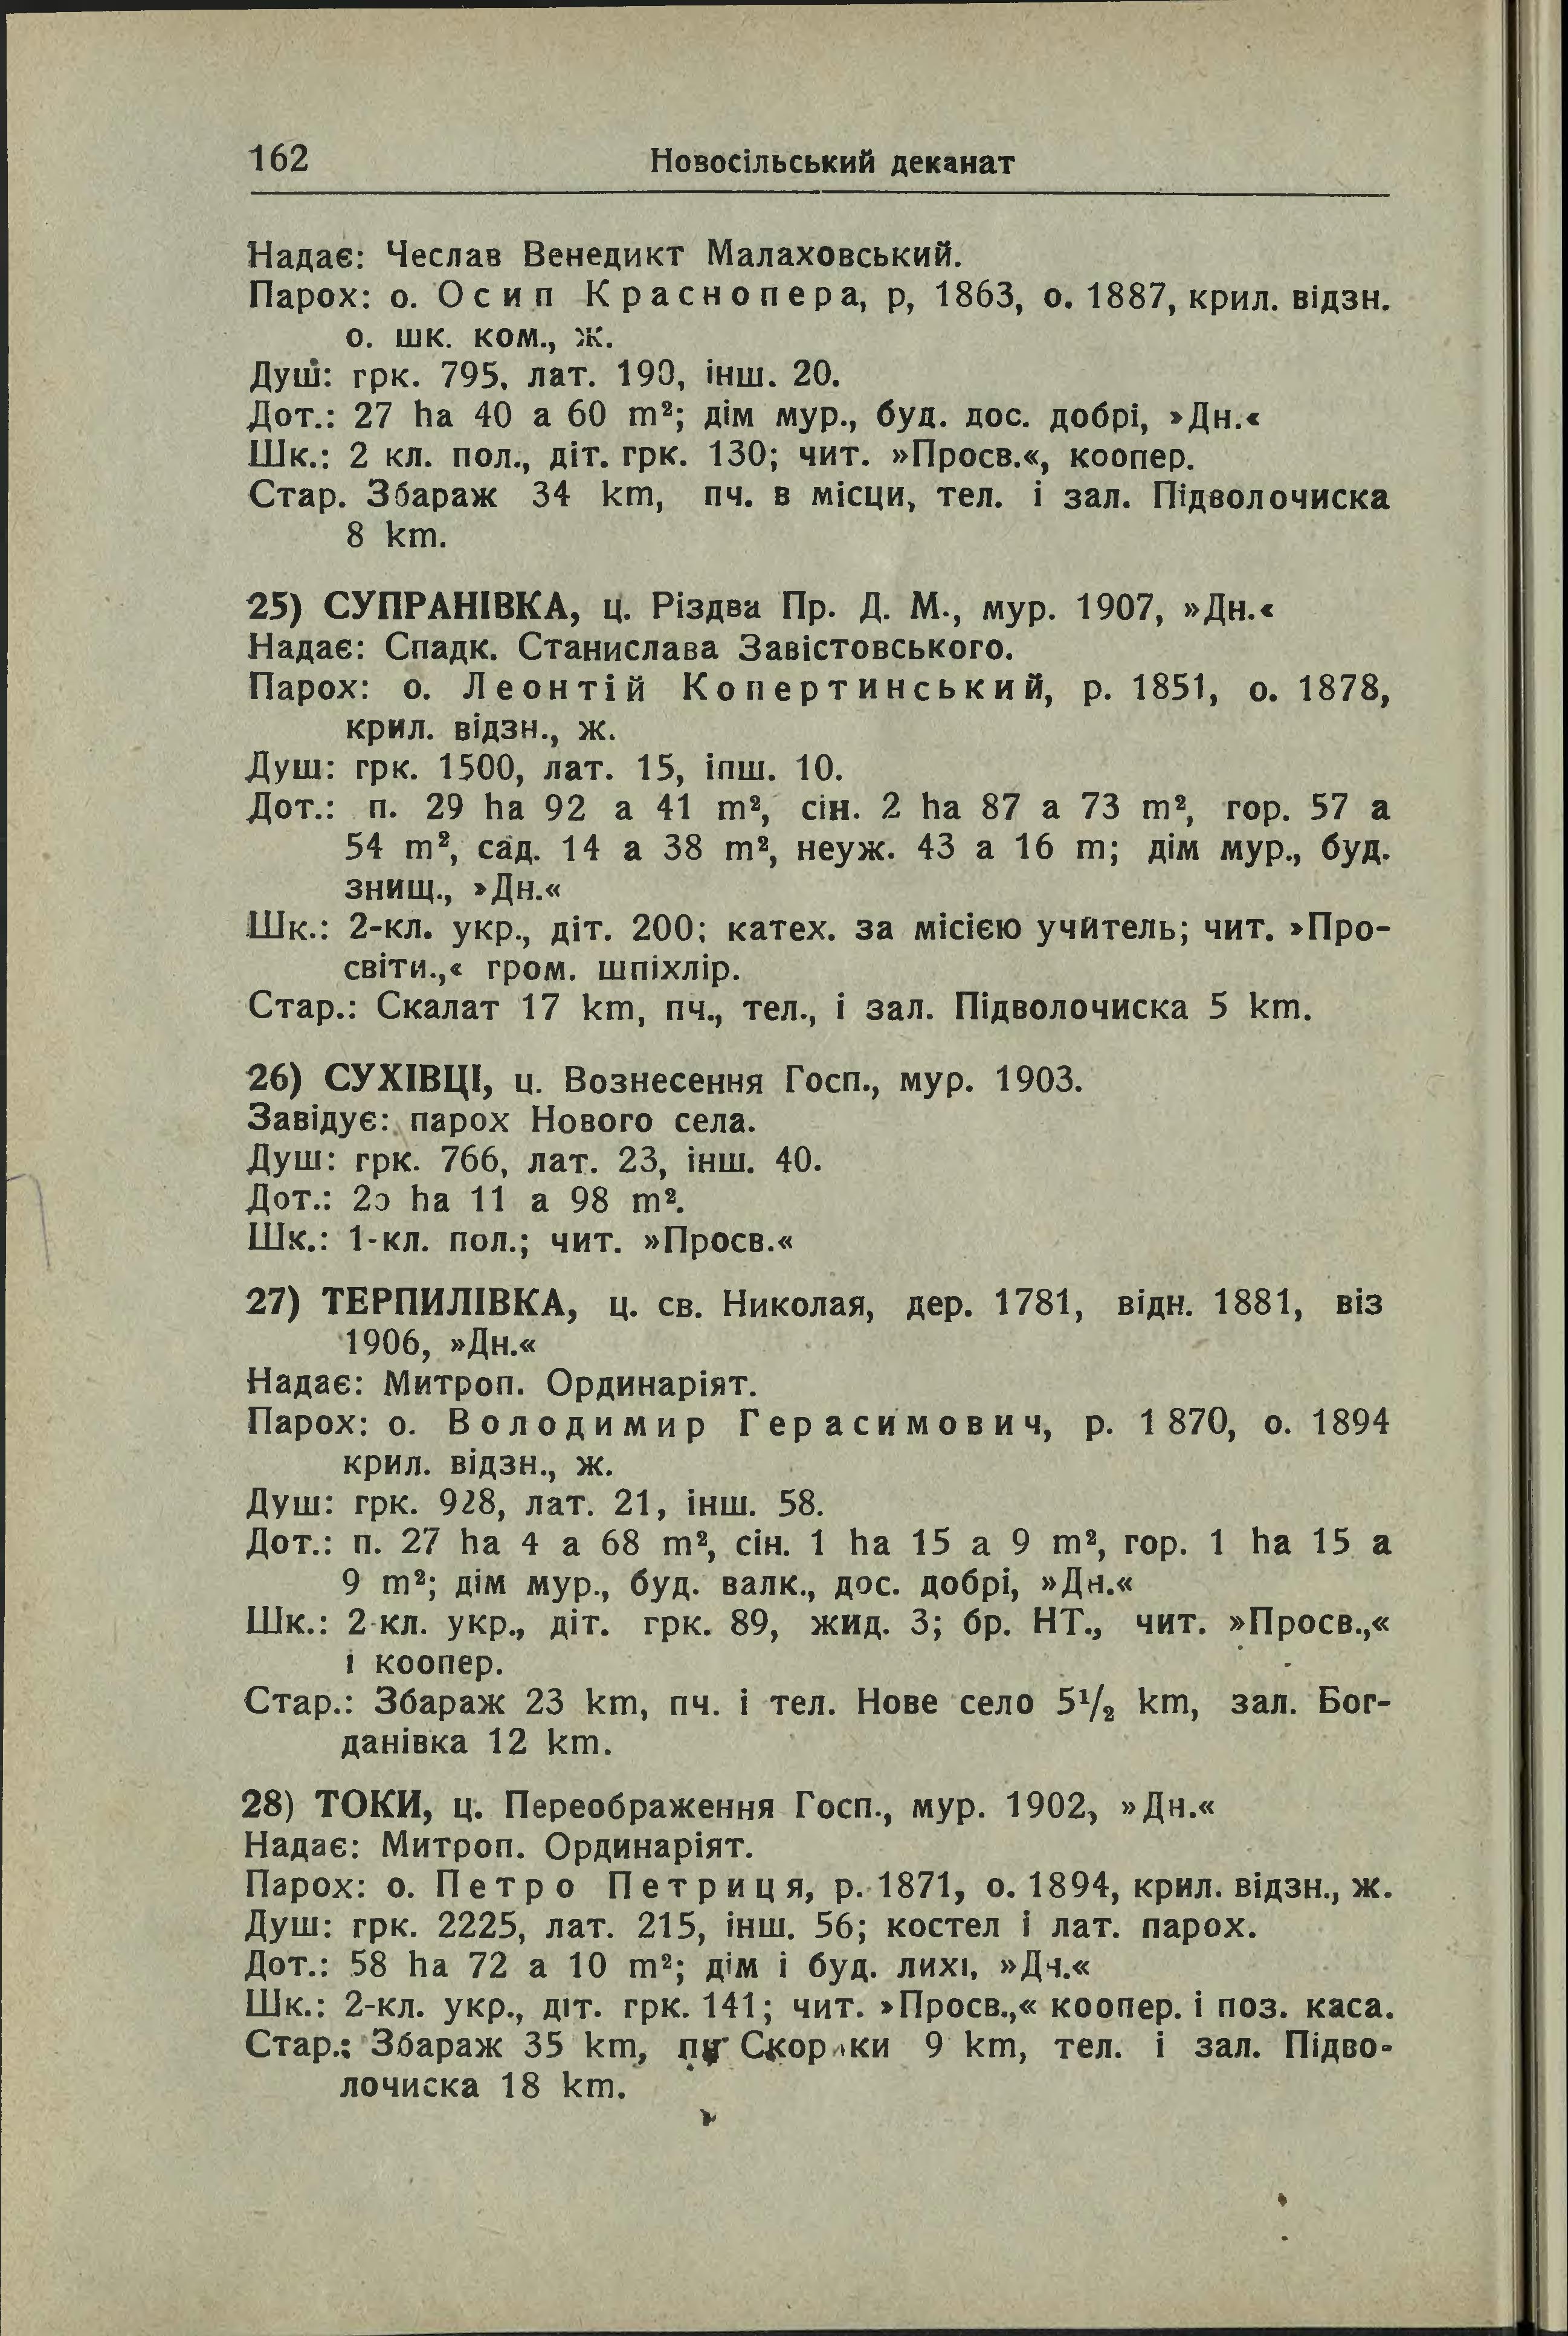 162 Новосільський деканат
Надає: Чеслав Венедикт Малаховський.
Парох: о. Осип Краснопера, р, 1863, о. 1887, крил. відзн.
о. шк. ком., ж.
Душ: грк. 795, лат. 190, інш. 20.
Дот.: 27 ha 40 a 60 m²; дім мур., буд. дос. добрі, »Дн.«
Шк.: 2 кл. пол., діт. грк. 130; чит. »Просв.«, коопер.
Стар. Збараж 34 km, пч. в місци, тел. і зал. Підволочиска
8 km.
25) СУПРАНІВКА, ц. Різдва Пр. Д. М., мур. 1907, »Дн.«
Надає: Спадк. Станислава Завістовського.
Парох: о. Леонтій Копертинський, р. 1851, о. 1878,
крил. відзн., ж.
Душ: грк. 1500, лат. 15, іпш. 10.
Дот.: п. 29 ha 92 a 41 m², сін. 2 ha 87 a 73 m², гор. 57 a
54 m², сад. 14 a 38 m², неуж. 43 a 16 m; дім мур., буд.
знищ., »Дн.«
Шк.: 2-кл. укр., діт. 200; катех. за місією учитель; чит. »Про-
світи.,« гром. шпіхлір.
Стар.: Скалат 17 km, пч., тел., і зал. Підволочиска 5 km.
26) СУХІВЦІ, ц. Вознесення Госп., мур. 1903.
Завідує: парох Нового села.
Душ: грк. 766, лат. 23, інш. 40.
Дот.: ha 11 a 98 m².
Шк.: 1-кл. пол.; чит. »Просв.«
27) ТЕРПИЛІВКА, ц. св. Николая, дер. 1781, відн. 1881, віз
1906, »Дн.«
Надає: Митроп. Ординаріят.
Парох: о. Володимир Герасимович, р. 1 870, о. 1894
крил. відзн., ж.
Душ: грк. 928, лат. 21, інш. 58.
Дот.: п. 27 ha 4 a 68 m², сін. 1 ha 15 a 9 m², гор. 1 ha 15 a
9 m²; дім мур., буд. валк., дос. добрі, »Дн.«
Шк.: 2-кл. укр., діт. грк. 89, жид. 3; бр. НТ., чит. »Просв.,«
і коопер.
Стар.: Збараж 23 km, пч. і тел. Нове село 5¹/₂ km, зал. Бог-
данівка 12 km.
28) ТОКИ, ц. Переображення Госп., мур. 1902, »Дн.«
Надає: Митроп. Ординаріят.
Парох: о. Петро Петриця, р. 1871, о. 1894, крил. відзн., ж.
Душ: грк. 2225, лат. 215, інш. 56; костел і лат. парох.
Дот.: 58 ha 72 a 10 m²; дім і буд. лихі, »Дн.«
Шк.: 2-кл. укр., діт. грк. 141; чит. »Просв.,« коопер. і поз. каса.
Стар.: Збараж 35 km, 9 km, тел. і зал. Підво-
лочиска 18 km.